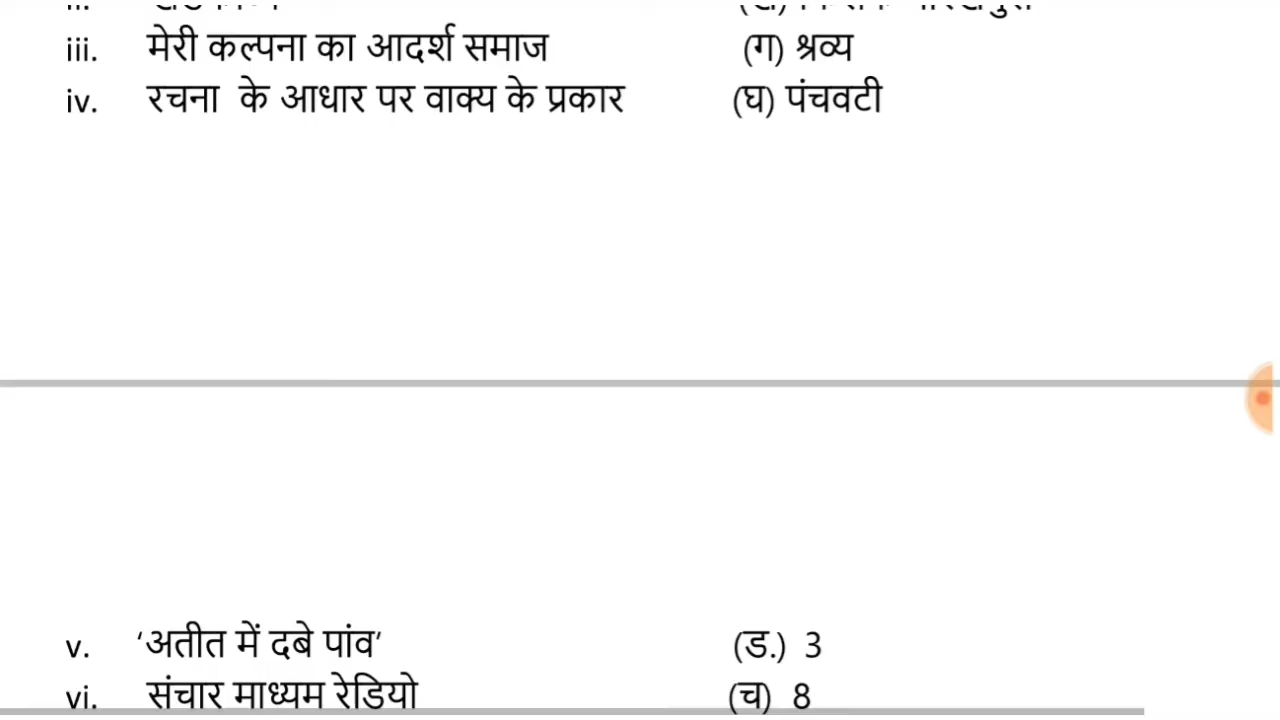 iii. मेरी कल्पना का आदर्श समाज (ग) श्रव्य
iv. रचना के आधार पर वाक्य के प्रकार (घ) पंचवटी
v. ‘अतीत में दबे पांव’ (ड.) 3
vi. संचार माध्यम रेडियो (च) 8